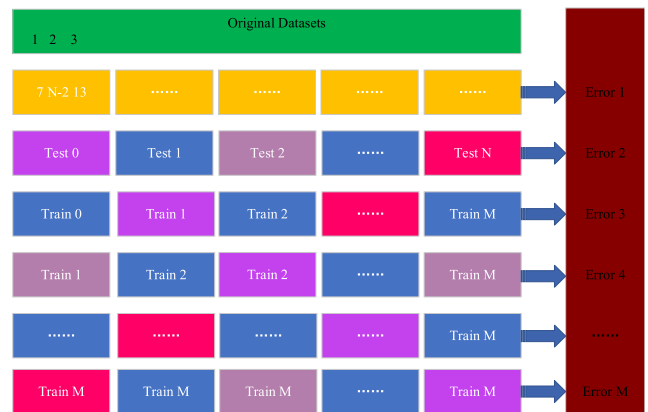 Original Datasets
1 2 3
7 N-2 13 ...... ...... ...... ...... Error 1
Test 0 Test 1 Test 2 ...... Test N Error 2
Train 0 Train 1 Train 2 ...... Train M Error 3
Train 1 Train 2 Train 2 ...... Train M Error 4
...... ...... ...... ...... Train M ......
Train M Train M Train M ...... Train M Error M